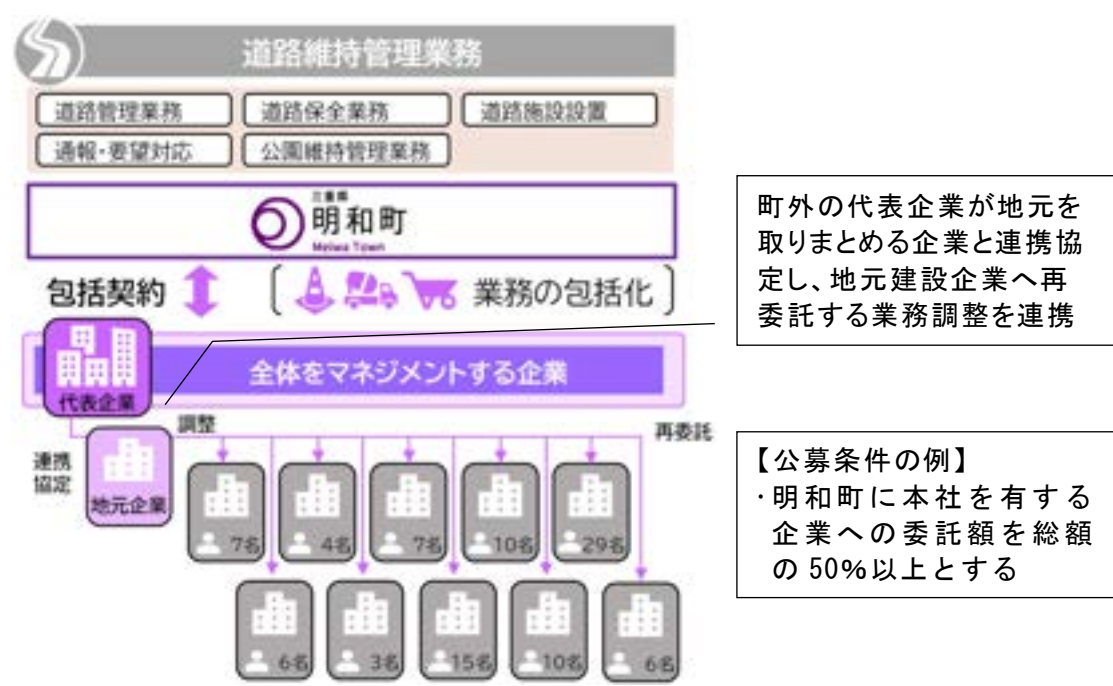 道路維持管理業務
道路管理業務
道路保全業務
道路施設設置
通報・要望対応
公園維持管理業務
三重県
明和町
Meiwa Town
包括契約
業務の包括化
町外の代表企業が地元を
取りまとめる企業と連携協
定し、地元建設企業へ再
委託する業務調整を連携
全体をマネジメントする企業
代表企業
調整
再委託
連携
協定
地元企業
7名
4名
7名
10名
29名
6名
3名
15名
10名
6名
【公募条件の例】
・明和町に本社を有する
企業への委託額を総額
の50％以上とする